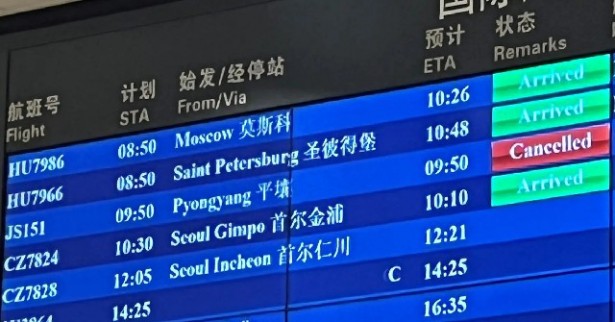 国际
航班号 计划 始发/经停站 预计 状态
Flight STA From/Via ETA Remarks
HU7986 08:50 Moscow 莫斯科 10:26 Arrived
HU7966 08:50 Saint Petersburg 圣彼得堡 10:48 Arrived
JS151 09:50 Pyongyang 平壤 09:50 Cancelled
CZ7824 10:30 Seoul Gimpo 首尔金浦 10:10 Arrived
CZ7828 12:05 Seoul Incheon 首尔仁川 12:21
14:25 C 14:25
16:35